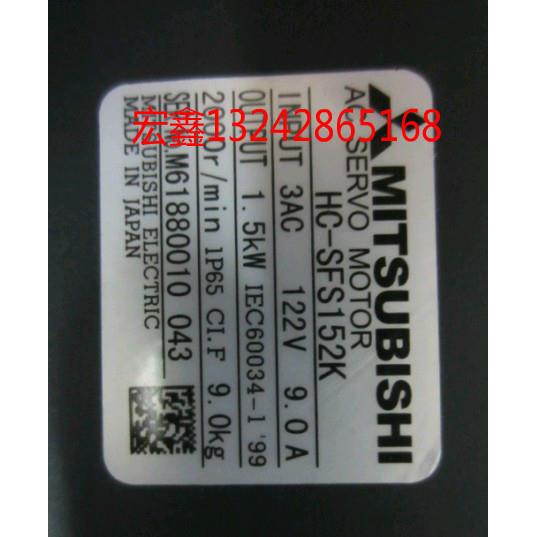 宏鑫13242865168
MITSUBISHI
AC SERVO MOTOR
HC-SFS152K
INPUT 3AC 122V 9.0A
OUTPUT 1.5kW IEC60034-1 '99
r/min IP65 CI.F 9.0kg
M61880010 043
MITSUBISHI ELECTRIC
MADE IN JAPAN